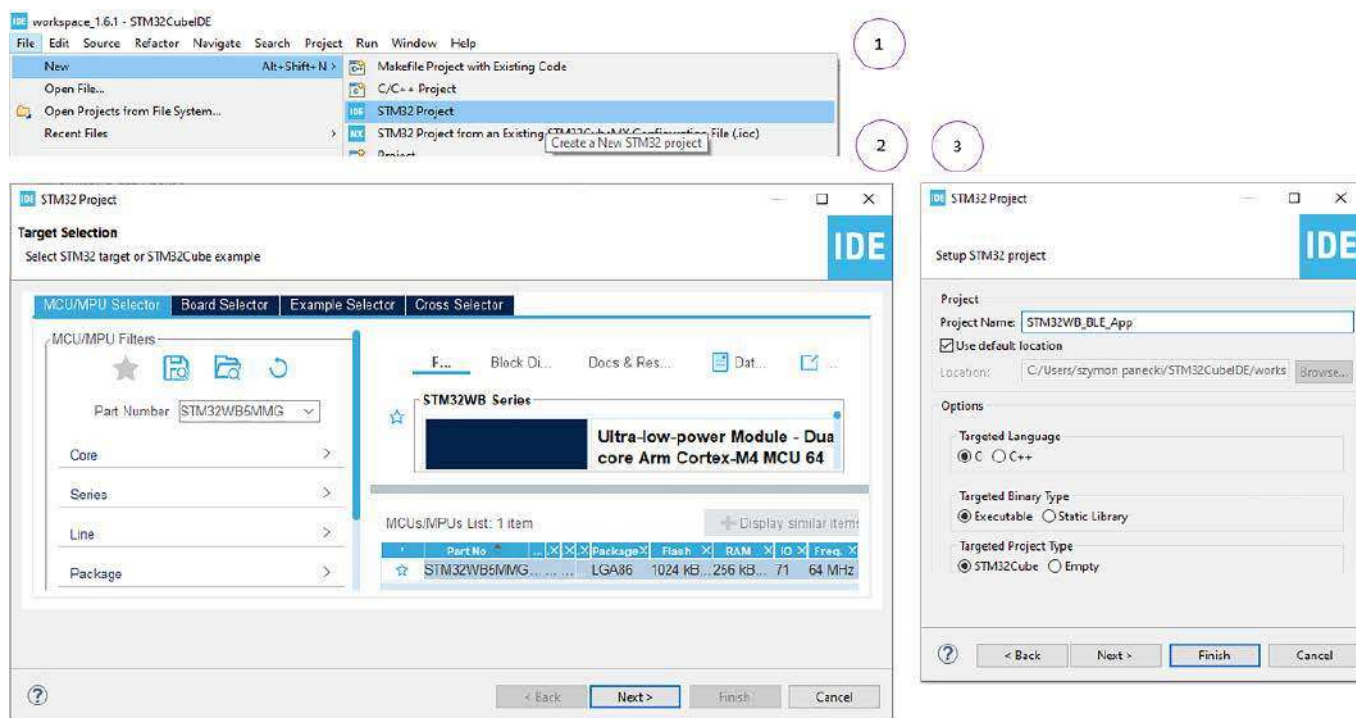 IDE workspace_1.6.1 - STM32CubeIDE
File Edit Source Refactor Navigate Search Project Run Window Help
New Alt+Shift+N >
Open File...
Open Projects from File System...
Recent Files >
Makefile Project with Existing Code
C/C++ Project
IDE STM32 Project
MX STM32 Project from an Existing STM32CubeMX Configuration File (.ioc)
Create a New STM32 project
Project
1
2
3
IDE STM32 Project
Target Selection
Select STM32 target or STM32Cube example
IDE
MCU/MPU Selector Board Selector Example Selector Cross Selector
MCU/MPU Filters
Part Number STM32WB5MMG
Core >
Series >
Line >
Package >
F... Block Di... Docs & Res... Dat... ...
STM32WB Series
Ultra-low-power Module - Dua
core Arm Cortex-M4 MCU 64
MCUs/MPUs List: 1 item
Display similar items
* Part No ... X X X Package X Flash X RAM X IO X Freq. X
STM32WB5MMG... ... ... LGA86 1024 kB... 256 kB... 71 64 MHz
? < Back Next > Finish Cancel
IDE STM32 Project
Setup STM32 project
IDE
Project
Project Name: STM32WB_BLE_App
Use default location
Location: C:/Users/szymon panecki/STM32CubeIDE/works Browse...
Options
Targeted Language
C C++
Targeted Binary Type
Executable Static Library
Targeted Project Type
STM32Cube Empty
? < Back Next > Finish Cancel